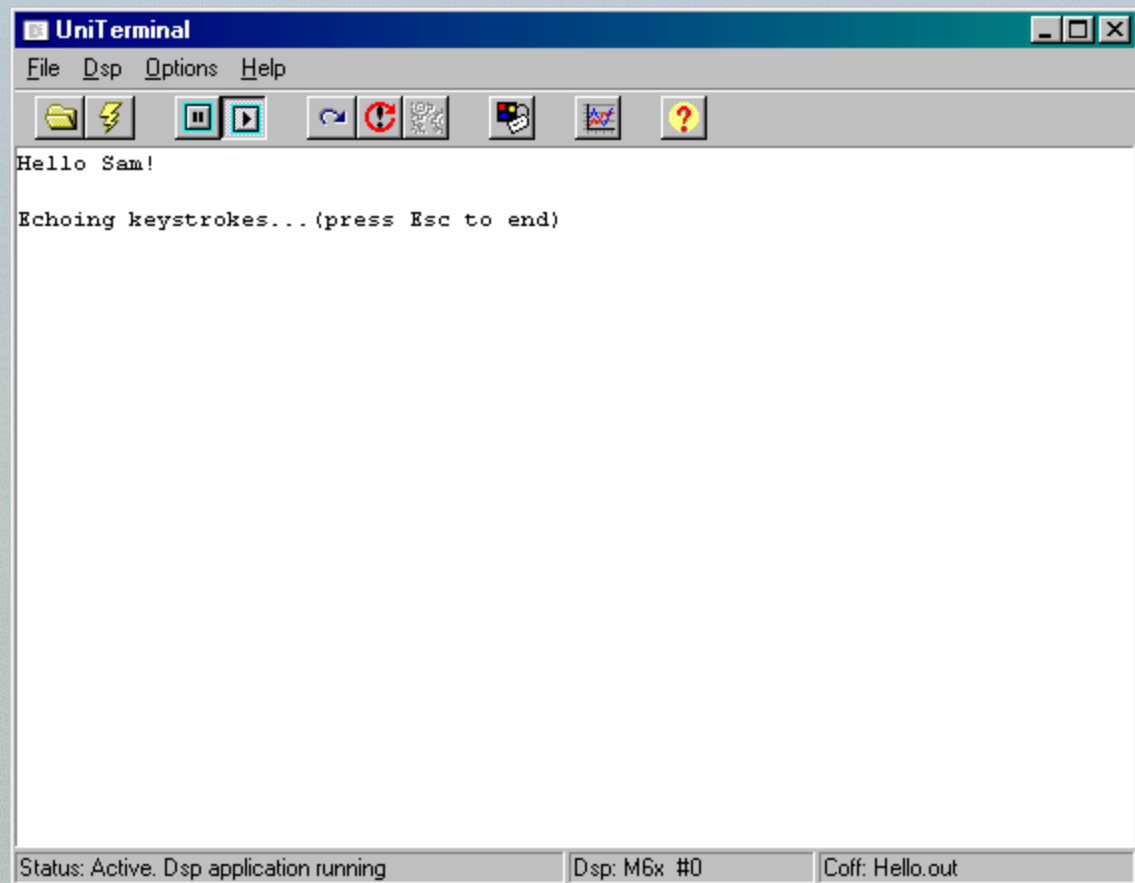 UniTerminal
File Dsp Options Help
Hello Sam!
Echoing keystrokes...(press Esc to end)
Status: Active. Dsp application running Dsp: M6x #0 Coff: Hello.out